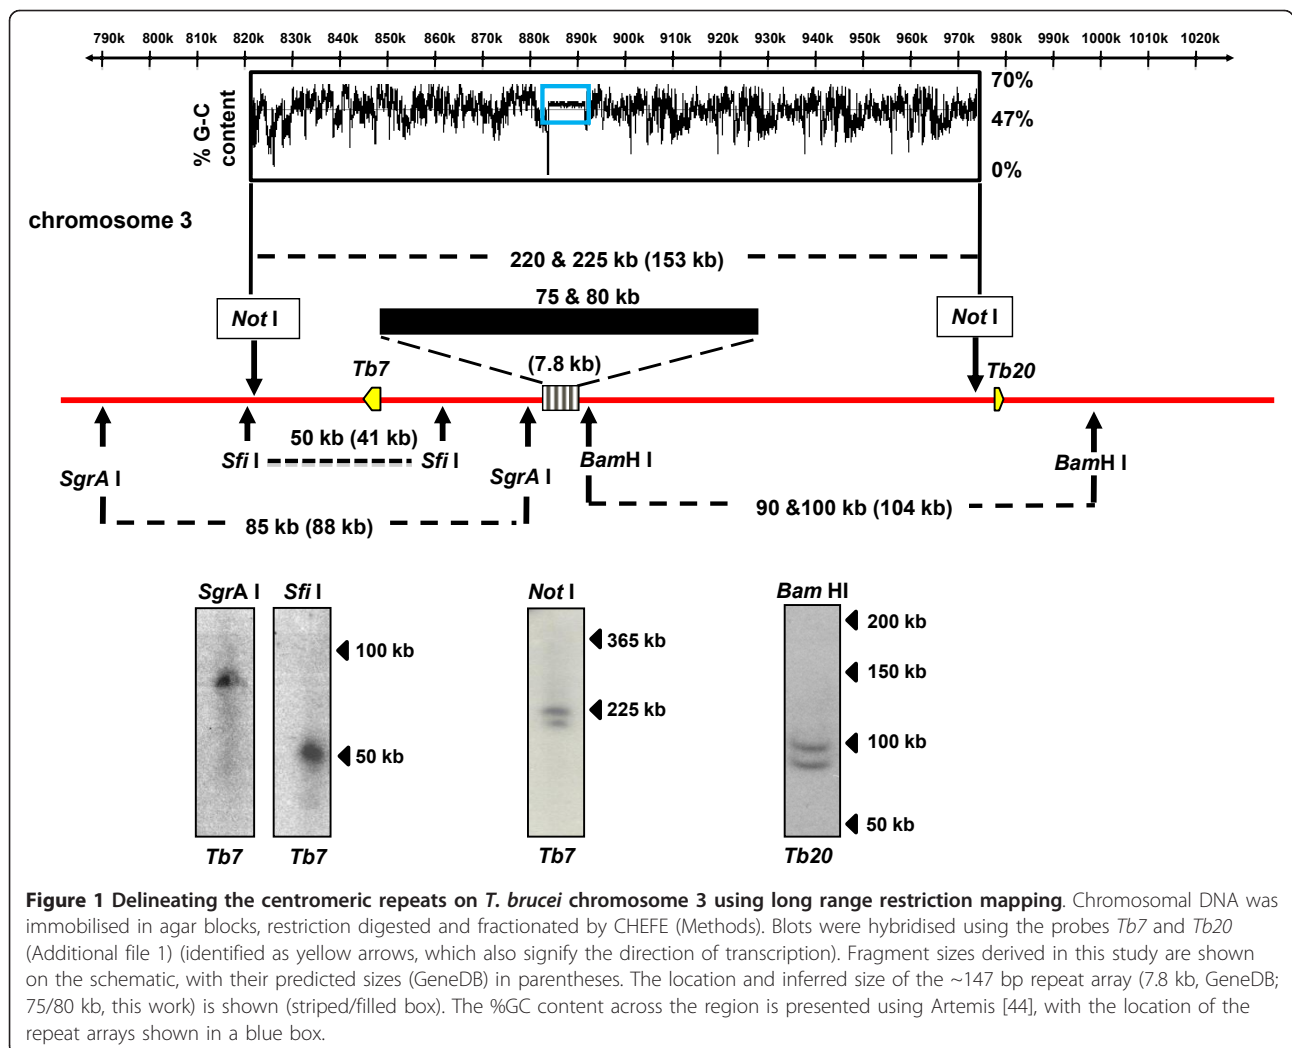 790k 800k 810k 820k 830k 840k 850k 860k 870k 880k 890k 900k 910k 920k 930k 940k 950k 960k 970k 980k 990k 1000k 1010k 1020k
% G-C content
70%
47%
0%
chromosome 3
220 & 225 kb (153 kb)
75 & 80 kb
Not I
Not I
(7.8 kb)
Tb7
Tb20
50 kb (41 kb)
Sfi I
Sfi I
BamH I
BamH I
SgrA I
SgrA I
85 kb (88 kb)
90 &100 kb (104 kb)
SgrA I
Sfi I
Not I
Bam HI
100 kb
50 kb
365 kb
225 kb
200 kb
150 kb
100 kb
50 kb
Tb7
Tb7
Tb7
Tb20
Figure 1 Delineating the centromeric repeats on T. brucei chromosome 3 using long range restriction mapping. Chromosomal DNA was
immobilised in agar blocks, restriction digested and fractionated by CHEFE (Methods). Blots were hybridised using the probes Tb7 and Tb20
(Additional file 1) (identified as yellow arrows, which also signify the direction of transcription). Fragment sizes derived in this study are shown
on the schematic, with their predicted sizes (GeneDB) in parentheses. The location and inferred size of the ~147 bp repeat array (7.8 kb, GeneDB;
75/80 kb, this work) is shown (striped/filled box). The %GC content across the region is presented using Artemis [44], with the location of the
repeat arrays shown in a blue box.